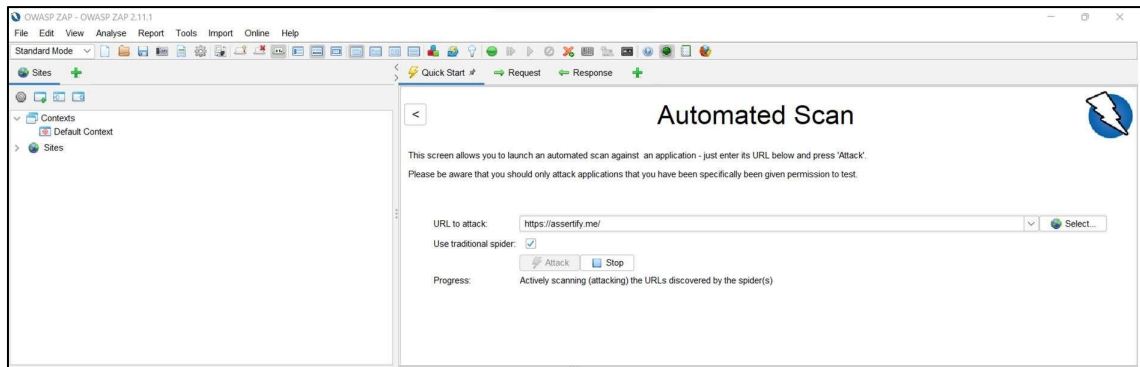 OWASP ZAP - OWASP ZAP 2.11.1
File Edit View Analyse Report Tools Import Online Help
Standard Mode
Sites
Quick Start
Request
Response
<
Automated Scan
Contexts
Default Context
Sites
This screen allows you to launch an automated scan against an application - just enter its URL below and press 'Attack'.
Please be aware that you should only attack applications that you have been specifically been given permission to test.
URL to attack: https://assertify.me/ Select...
Use traditional spider:
Attack Stop
Progress: Actively scanning (attacking) the URLs discovered by the spider(s)